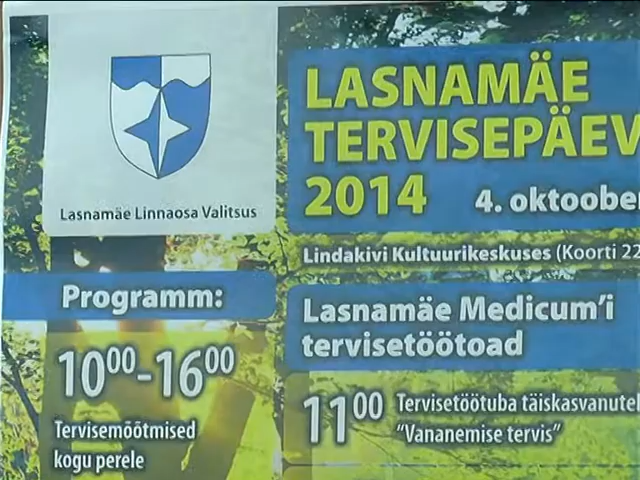 Lasnamäe Linnaosa Valitsus
LASNAMÄE
TERVISEPÄEV
2014 4. oktoober
Lindakivi Kultuurikeskuses (Koorti 22
Programm:
10⁰⁰-16⁰⁰
Tervisemõõtmised
kogu perele
Lasnamäe Medicum'i
tervisetöötoad
11⁰⁰ Tervisetöötuba täiskasvanutel
"Vananemise tervis"